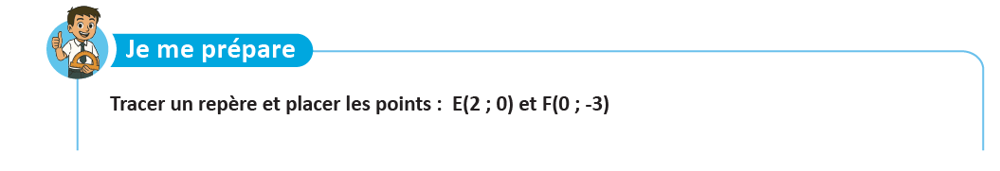 Je me prépare
Tracer un repère et placer les points :  E(2 ; 0) et F(0 ; -3)